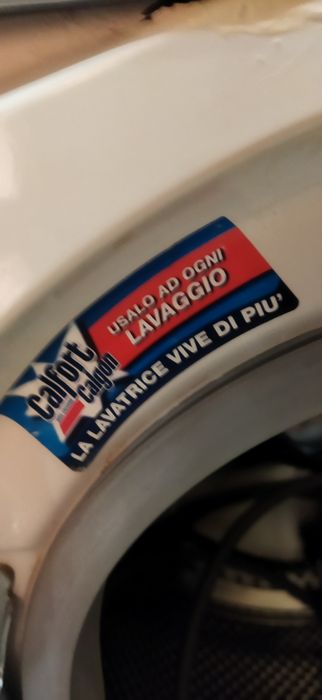 Calfort
calgon
USALO AD OGNI
LAVAGGIO
LA LAVATRICE VIVE DI PIU'